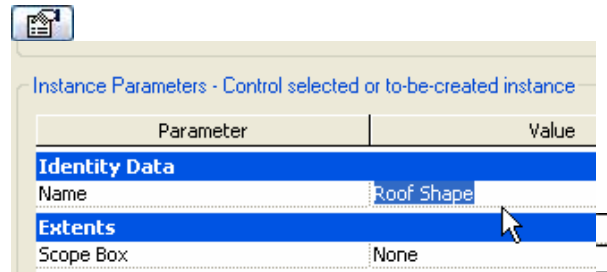 Instance Parameters - Control selected or to-be-created instance
Parameter Value
Identity Data
Name Roof Shape
Extents
Scope Box None